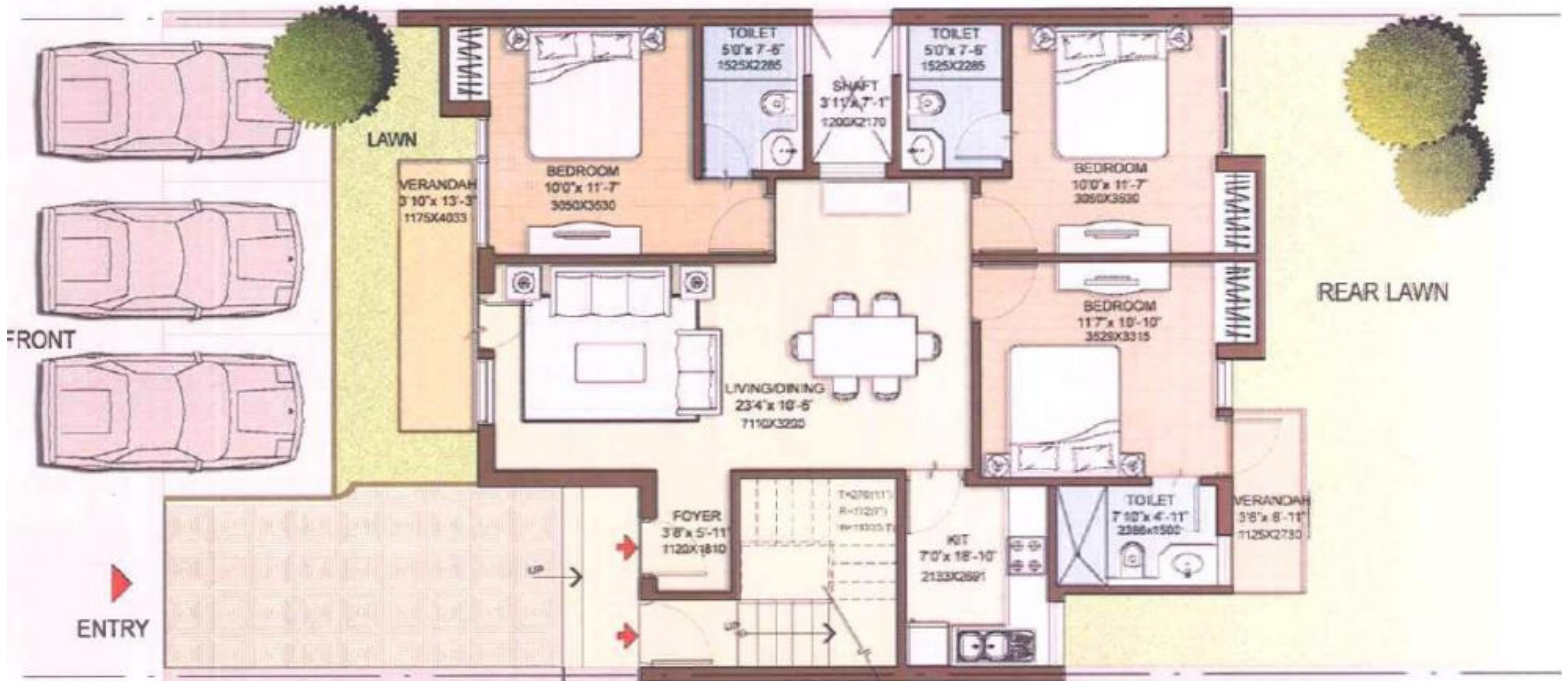 TOILET
5'0"x 7'-6"
1525X2285
TOILET
5'0"x 7'-6"
1525X2285
SHAFT
3'11"x 7'-1"
1200X2170
LAWN
VERANDAH
3'10"x 13'-3"
1175X4033
BEDROOM
10'0"x 11'-7"
3050X3530
BEDROOM
10'0"x 11'-7"
3050X3530
REAR LAWN
BEDROOM
11'7"x 10'-10"
3529X3315
FRONT
LIVING/DINING
23'4"x 10'-6"
7110X3200
FOYER
3'8"x 5'-11"
1120X1810
KIT
7'0"x 18'-10"
2133X2691
TOILET
7'10"x 4'-11"
2386x1500
VERANDAH
3'8"x 8'-11"
1125X2730
UP
UP
ENTRY